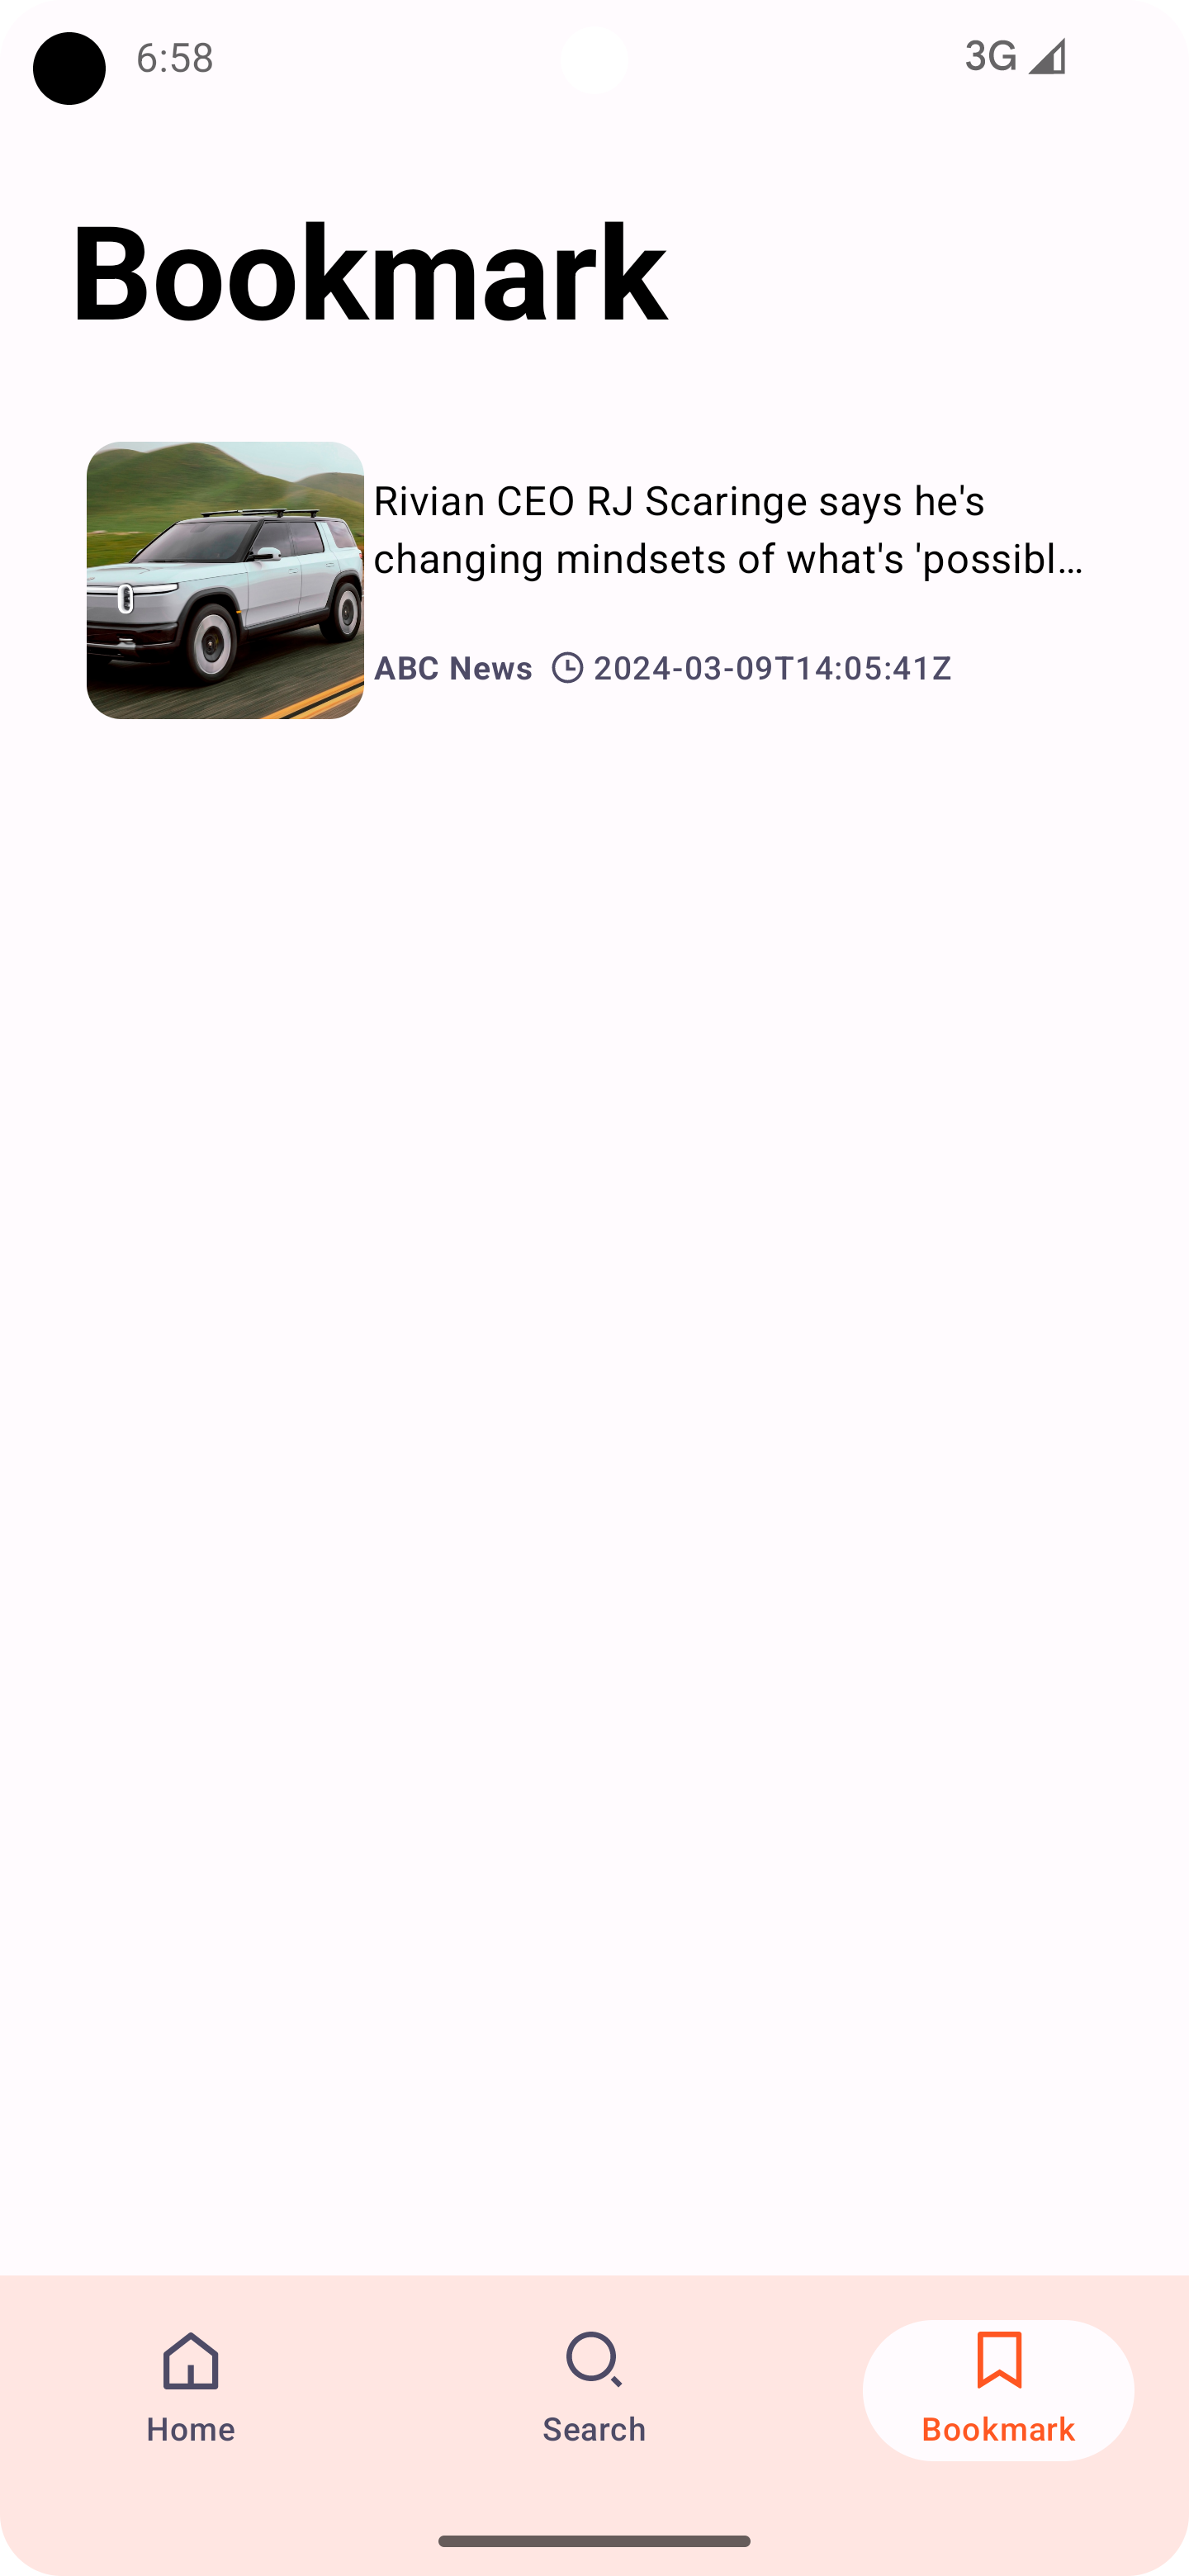 6:58
3G
Bookmark
Rivian CEO RJ Scaringe says he's
changing mindsets of what's 'possibl…
ABC News 2024-03-09T14:05:41Z
Home
Search
Bookmark